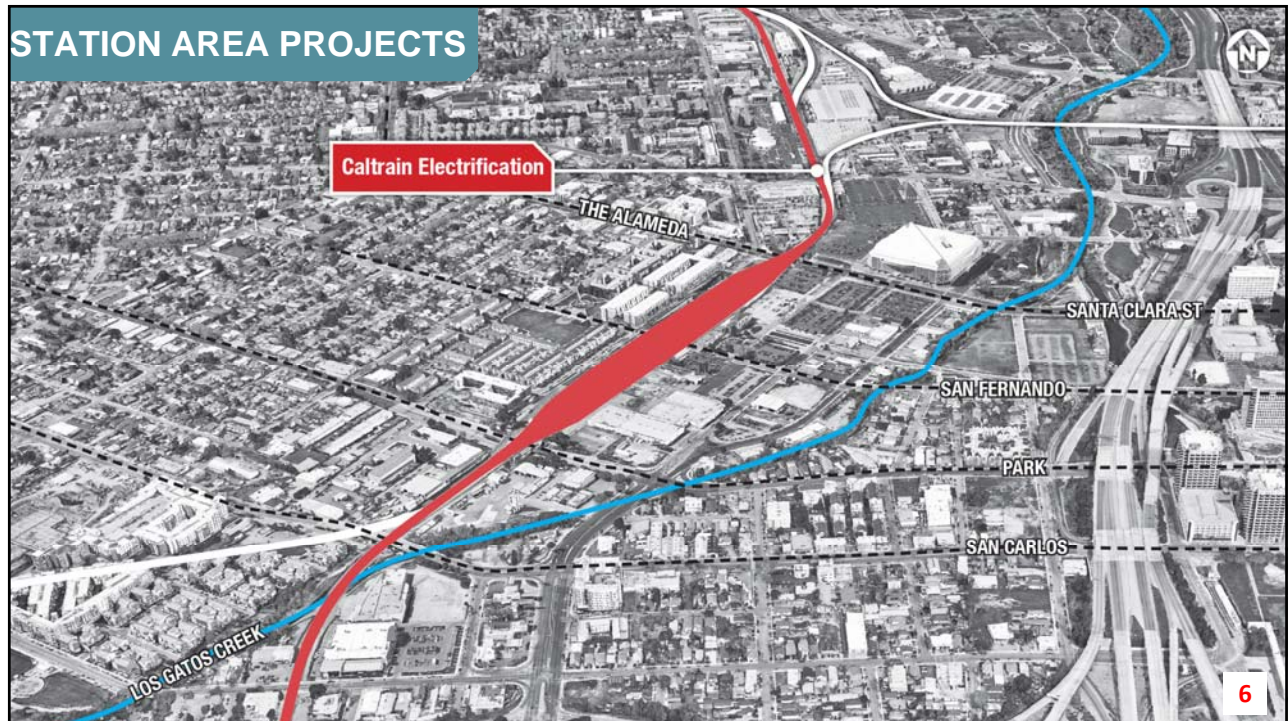 STATION AREA PROJECTS
N
Caltrain Electrification
THE ALAMEDA
SANTA CLARA ST
SAN FERNANDO
PARK
SAN CARLOS
LOS GATOS CREEK
6